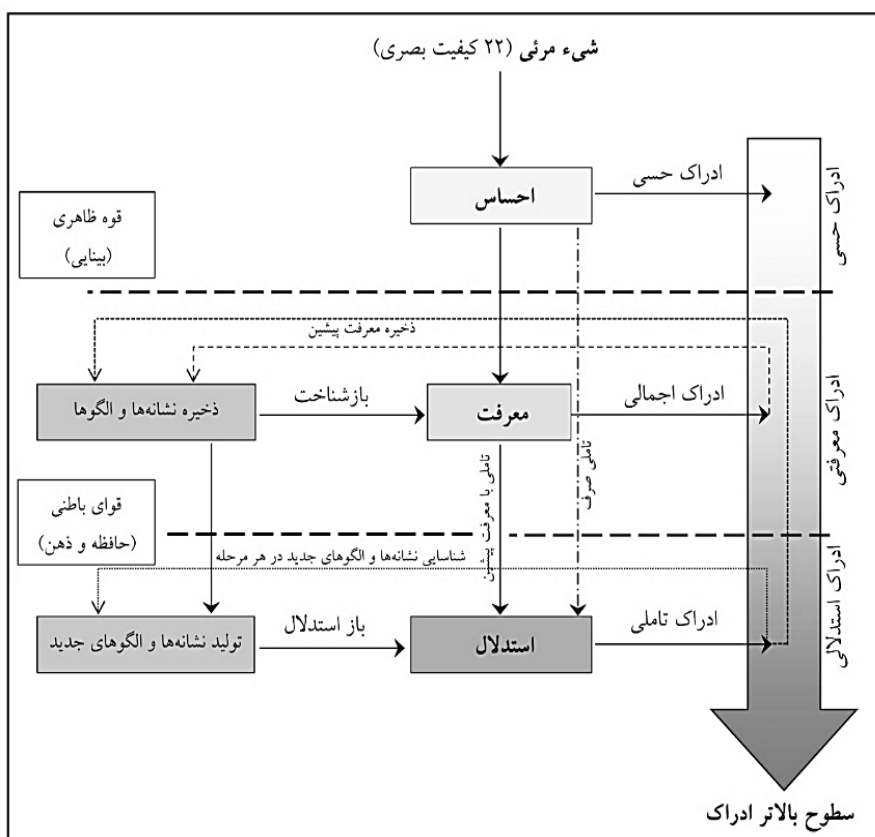 شیء مرئی (۲۲ کیفیت بصری)
احساس
ادراک حسی
ادراک حسی
قوه ظاهری
(بینایی)
ذخیره معرفت پیشین
ذخیره نشانه‌ها و الگوها
بازشناخت
معرفت
ادراک اجمالی
ادراک معرفتی
تاملی با معرفت پیشین
تاملی صرف
قوای باطنی
(حافظه و ذهن)
شناسایی نشانه‌ها و الگوهای جدید در هر مرحله
تولید نشانه‌ها و الگوهای جدید
باز استدلال
استدلال
ادراک تاملی
ادراک استدلالی
سطوح بالاتر ادراک